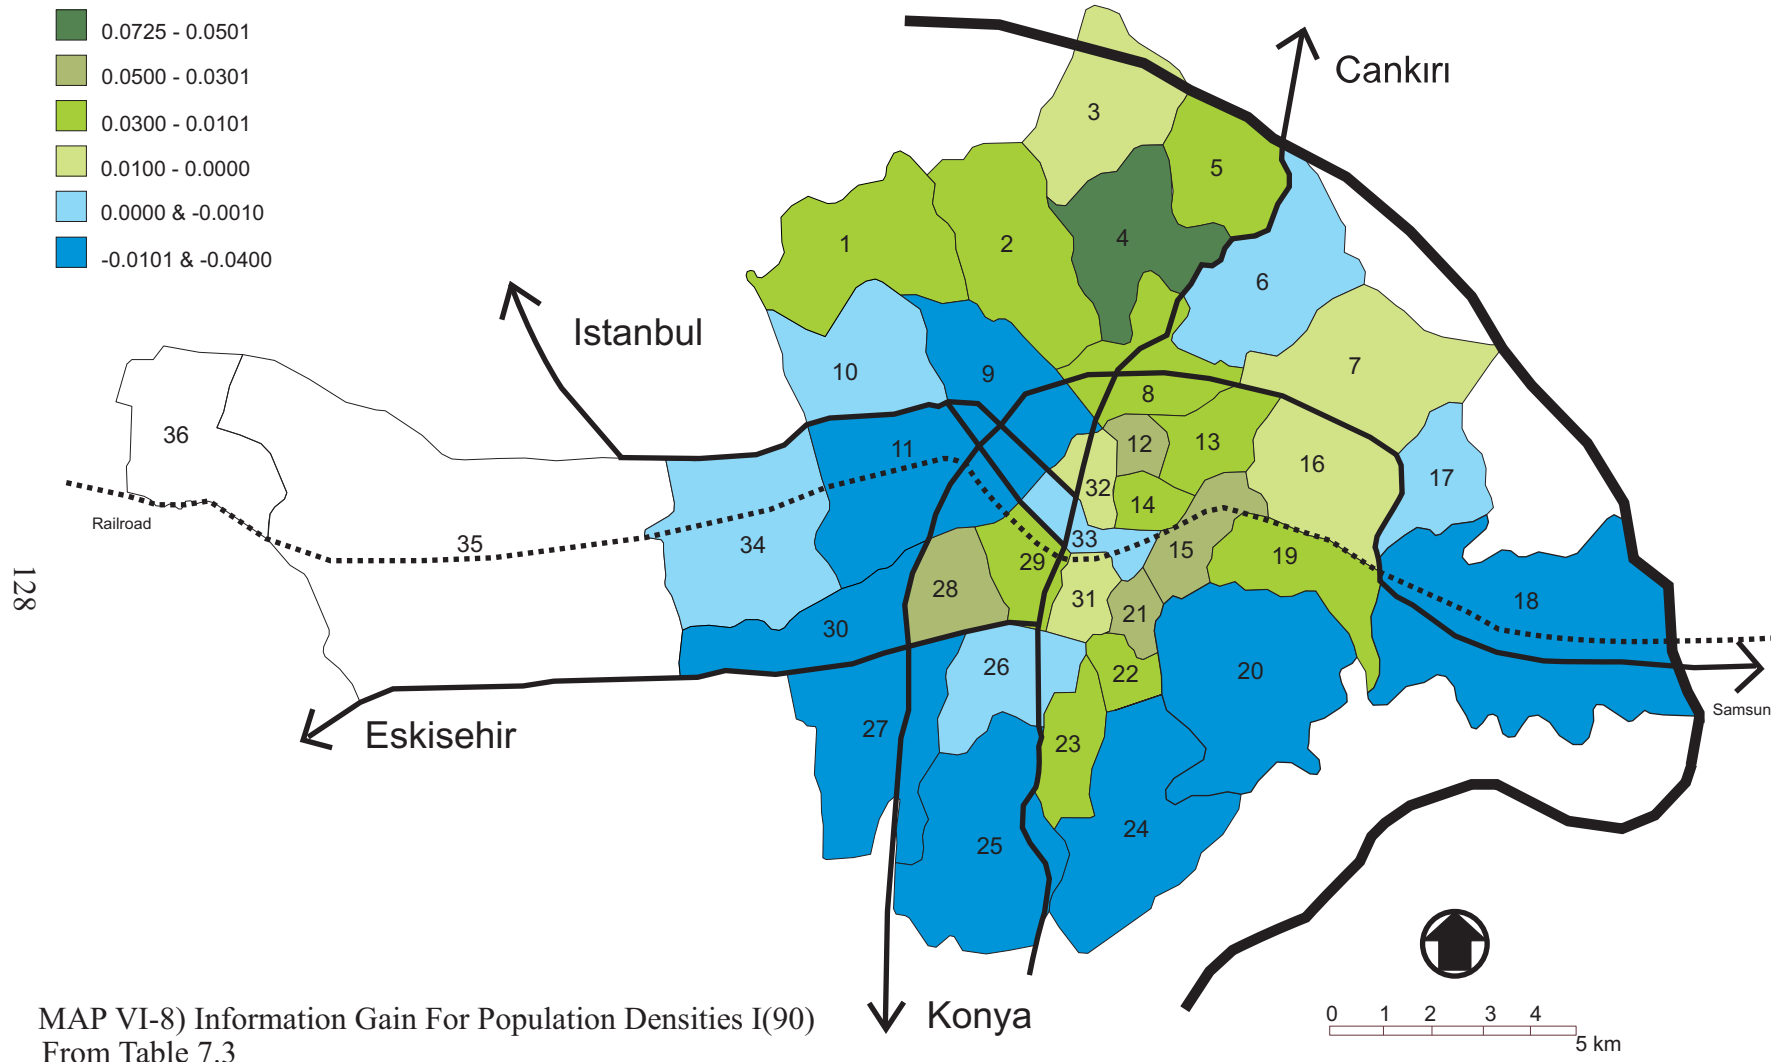 0.0725 - 0.0501
0.0500 - 0.0301
0.0300 - 0.0101
0.0100 - 0.0000
0.0000 & -0.0010
-0.0101 & -0.0400
Cankırı
3
5
1
2
4
6
Istanbul
10
9
7
8
36
11
12
13
16
17
32
14
Railroad
35
34
33
15
19
29
28
31
21
18
30
26
22
20
Samsun
Eskisehir
27
23
24
25
128
Konya
0 1 2 3 4
5 km
MAP VI-8) Information Gain For Population Densities I(90)
From Table 7.3